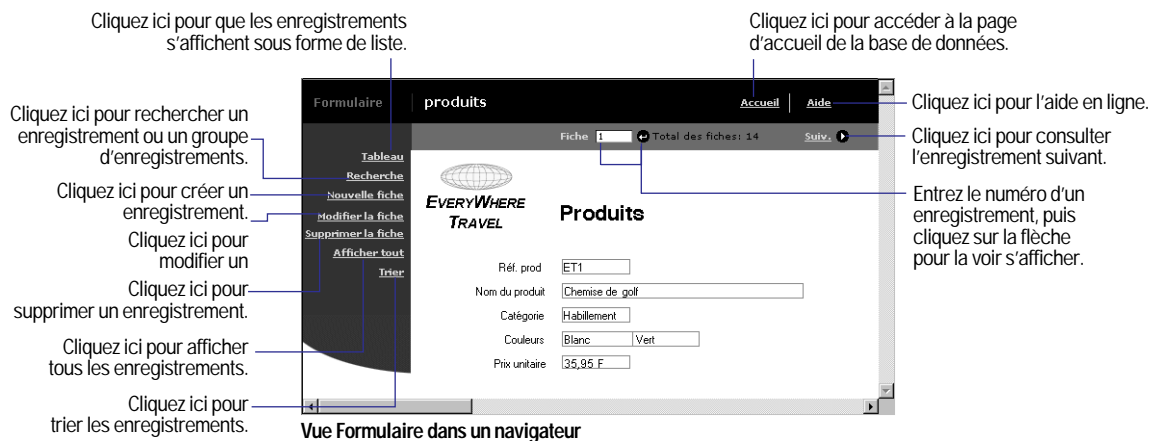 Cliquez ici pour que les enregistrements
s'affichent sous forme de liste.
Cliquez ici pour accéder à la page
d'accueil de la base de données.
Cliquez ici pour rechercher un
enregistrement ou un groupe
d'enregistrements.
Cliquez ici pour créer un
enregistrement.
Cliquez ici pour
modifier un
Cliquez ici pour
supprimer un enregistrement.
Cliquez ici pour afficher
tous les enregistrements.
Cliquez ici pour
trier les enregistrements.
Formulaire
produits
Accueil
Aide
Fiche 1 Total des fiches: 14
Suiv.
Tableau
Recherche
Nouvelle fiche
Modifier la fiche
Supprimer la fiche
Afficher tout
Trier
EVERYWHERE
TRAVEL
Produits
Réf. prod ET1
Nom du produit Chemise de golf
Catégorie Habillement
Couleurs Blanc Vert
Prix unitaire 35,95 F
Cliquez ici pour l'aide en ligne.
Cliquez ici pour consulter
l'enregistrement suivant.
Entrez le numéro d'un
enregistrement, puis
cliquez sur la flèche
pour la voir s'afficher.
Vue Formulaire dans un navigateur